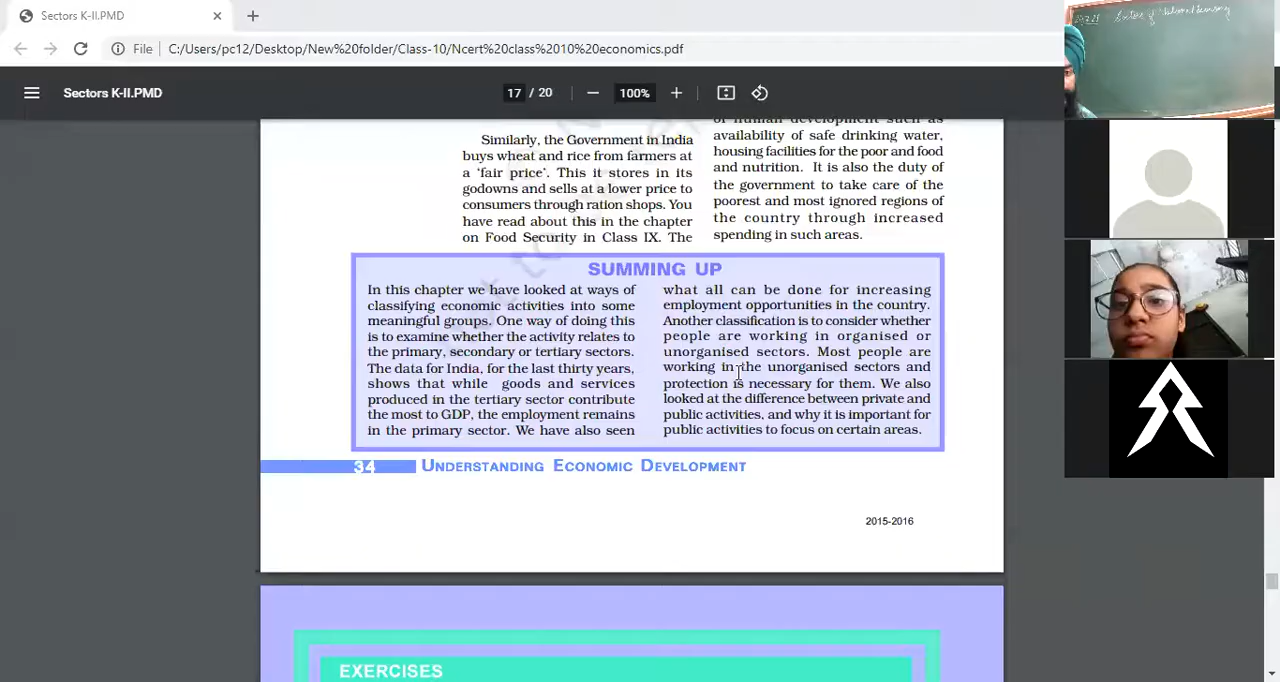 Sectors K-II.PMD
File
C:/Users/pc12/Desktop/New%20folder/Class-10/Ncert%20class%2010%20economics.pdf
Sectors K-II.PMD
17 / 20
100%
Similarly, the Government in India
buys wheat and rice from farmers at
a ‘fair price’. This it stores in its
godowns and sells at a lower price to
consumers through ration shops. You
have read about this in the chapter
on Food Security in Class IX. The
of human development such as
availability of safe drinking water,
housing facilities for the poor and food
and nutrition. It is also the duty of
the government to take care of the
poorest and most ignored regions of
the country through increased
spending in such areas.
SUMMING UP
In this chapter we have looked at ways of
classifying economic activities into some
meaningful groups. One way of doing this
is to examine whether the activity relates to
the primary, secondary or tertiary sectors.
The data for India, for the last thirty years,
shows that while goods and services
produced in the tertiary sector contribute
the most to GDP, the employment remains
in the primary sector. We have also seen
what all can be done for increasing
employment opportunities in the country.
Another classification is to consider whether
people are working in organised or
unorganised sectors. Most people are
working in the unorganised sectors and
protection is necessary for them. We also
looked at the difference between private and
public activities, and why it is important for
public activities to focus on certain areas.
34 UNDERSTANDING ECONOMIC DEVELOPMENT
2015-2016
EXERCISES